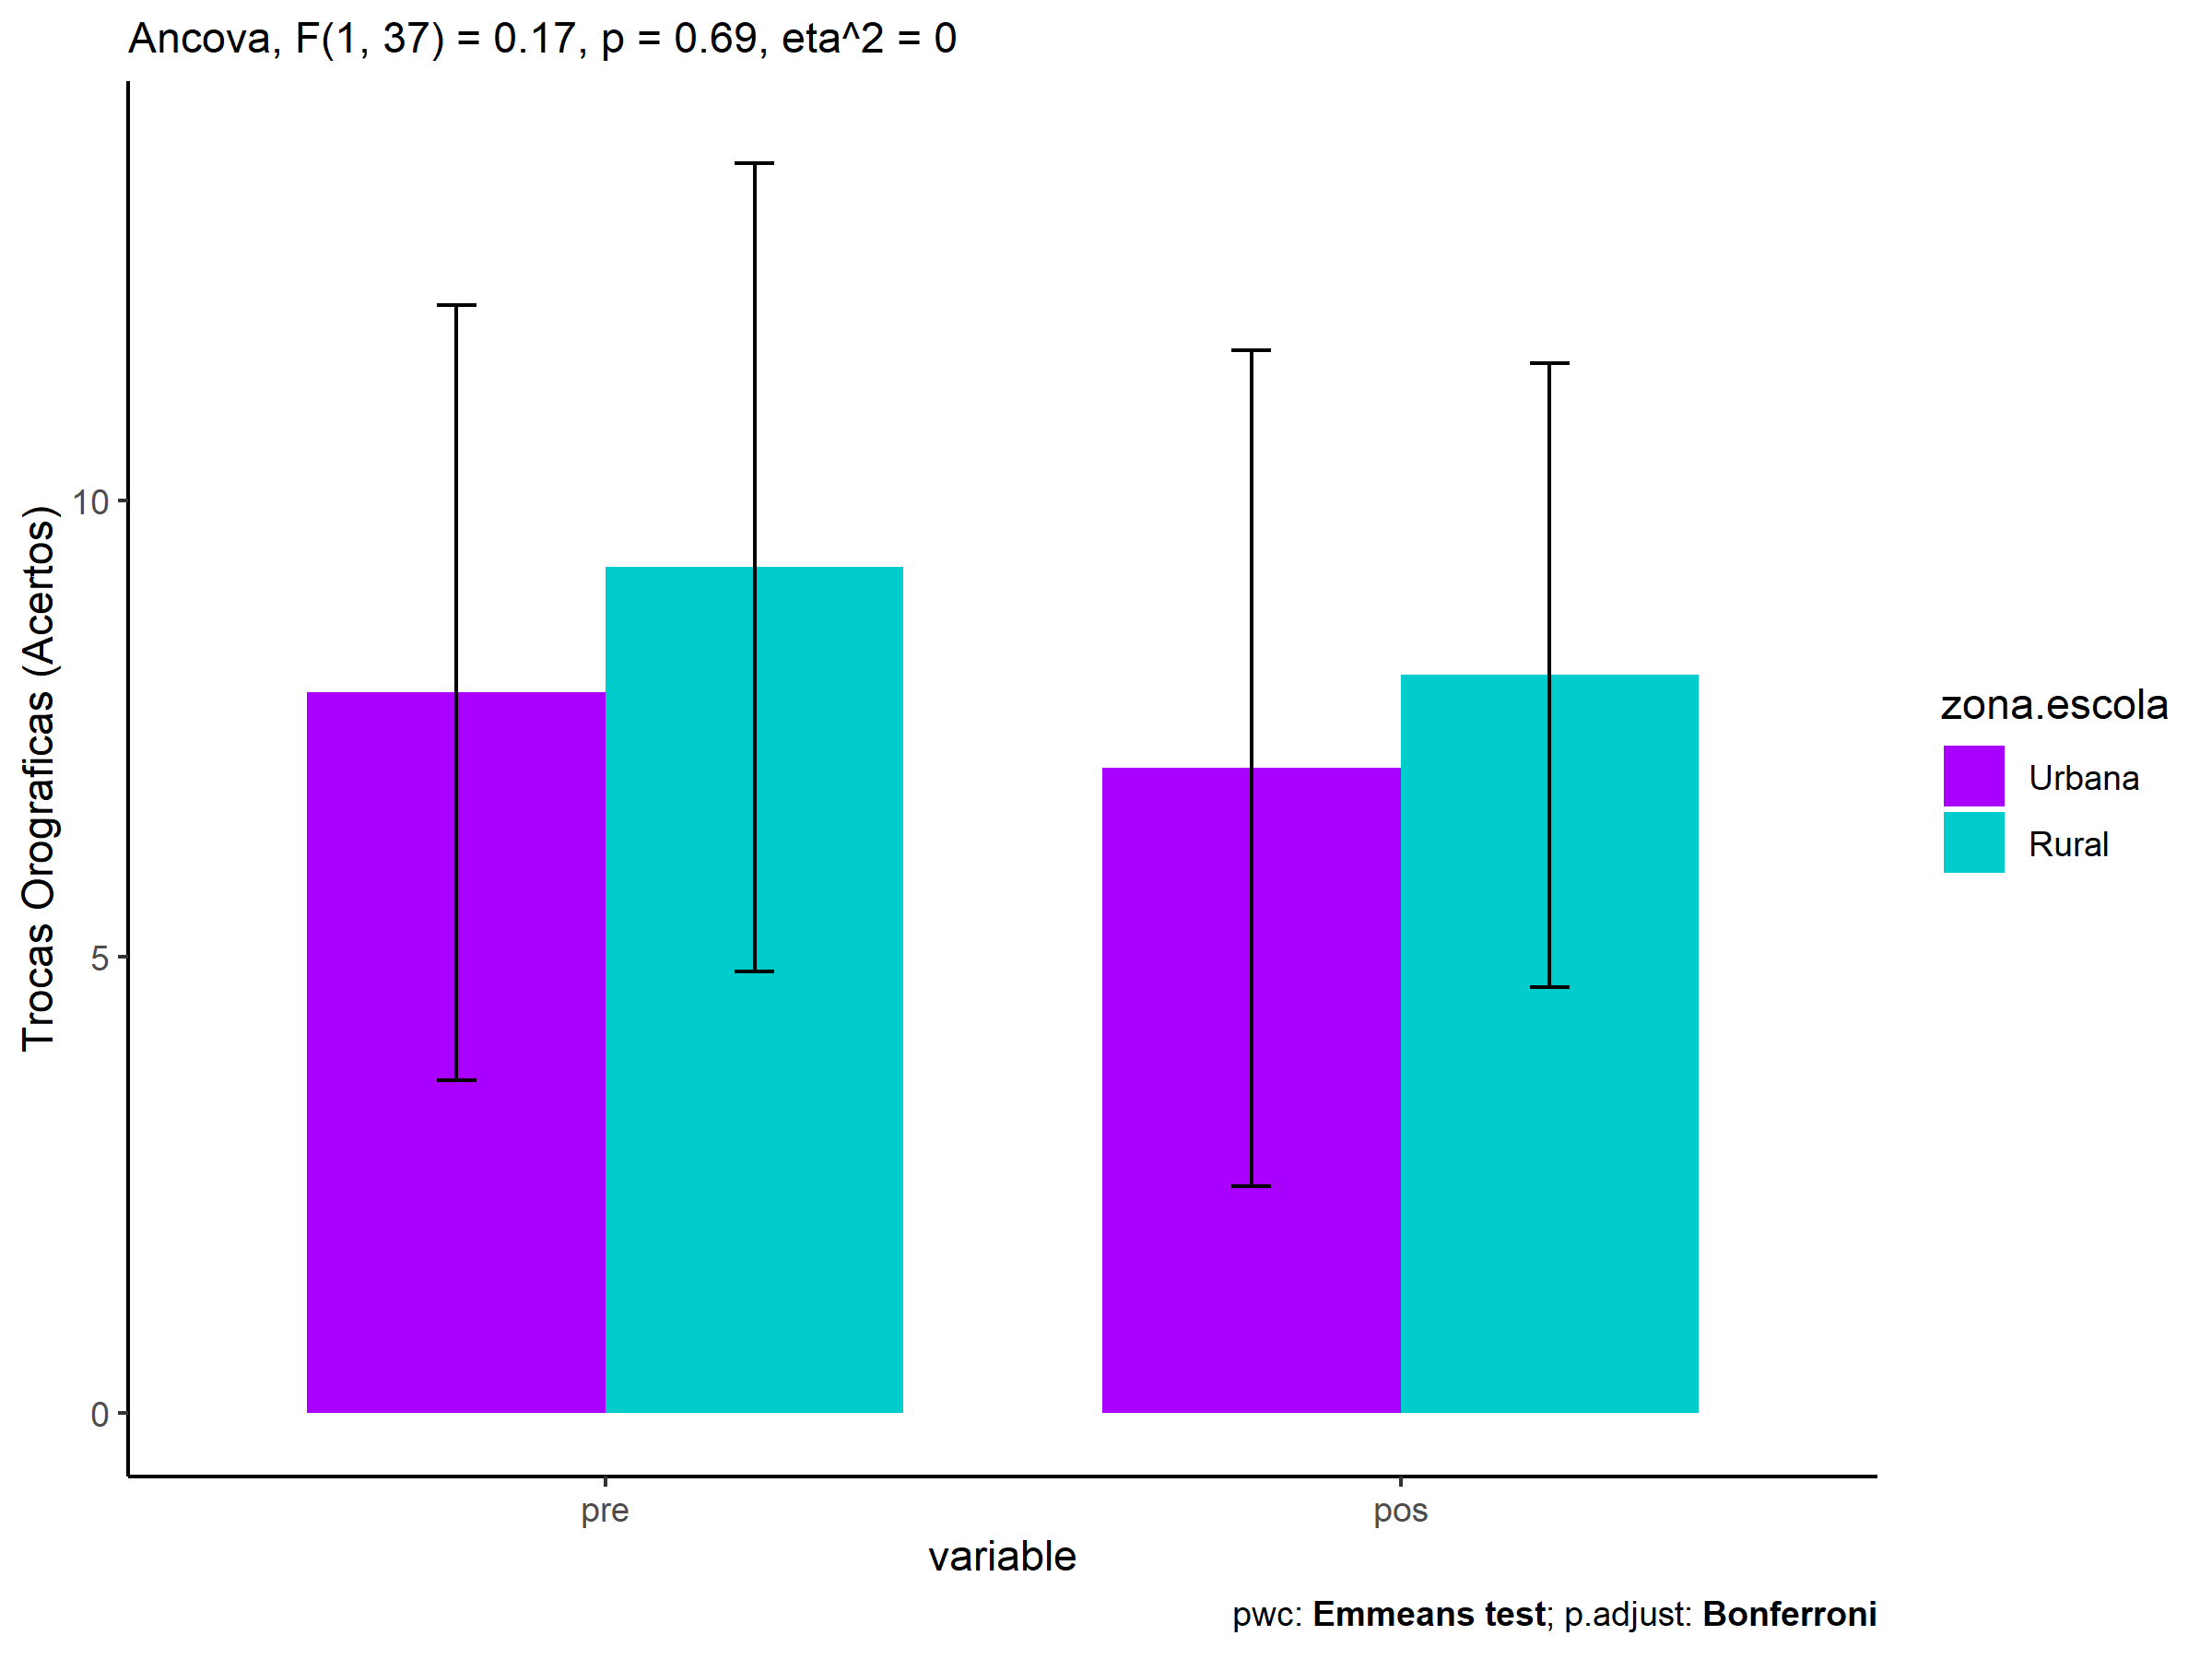 Ancova, F(1, 37) = 0.17, p = 0.69, eta^2 = 0
Trocas Orograficas (Acertos)
10
5
0
pre
pos
variable
zona.escola
Urbana
Rural
pwc: Emmeans test; p.adjust: Bonferroni